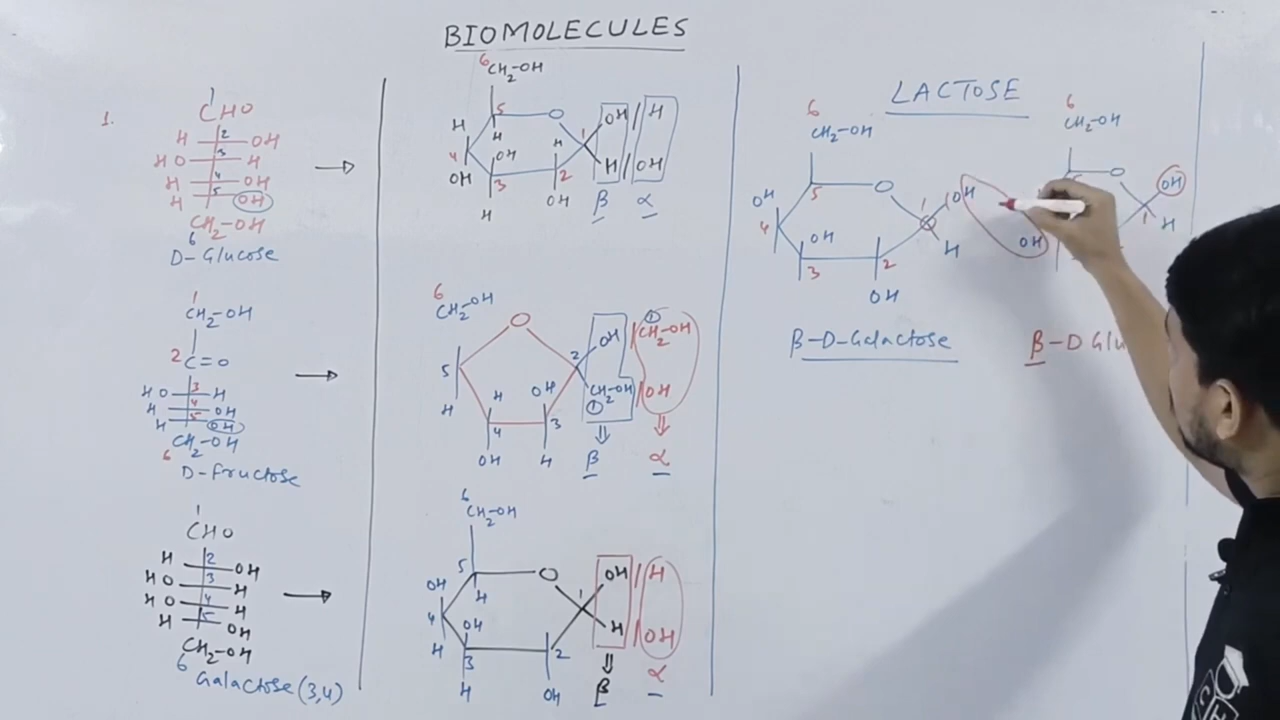 BIOMOLECULES
1.
CHO
H 2 OH
HO 3 H
H 4 OH
H 5 OH
CH2-OH
6
D-Glucose
6
CH2-OH
5 O
H H 1 OH / H
4 OH H
OH 3 2 H / OH
H OH β α
1
CH2-OH
2 C=O
HO 3 H
H 4 OH
H 5 OH
CH2-OH
6
D-fructose
6
CH2-OH
O
2 OH / CH2-OH 1
5 H OH CH2-OH / OH
H 4 3 1
OH H β α
1
CHO
H 2 OH
HO 3 H
HO 4 H
H 5 OH
CH2-OH
6
Galactose (3,4)
6
CH2-OH
5 O OH / H
OH H 1
4 OH H / OH
H 3 2 α
H OH β
LACTOSE
6
CH2-OH
5 O
OH 1 OH
4 OH H
3 2
OH
β-D-Galactose
6
CH2-OH
5 O OH
1 H
OH
β-D Glu